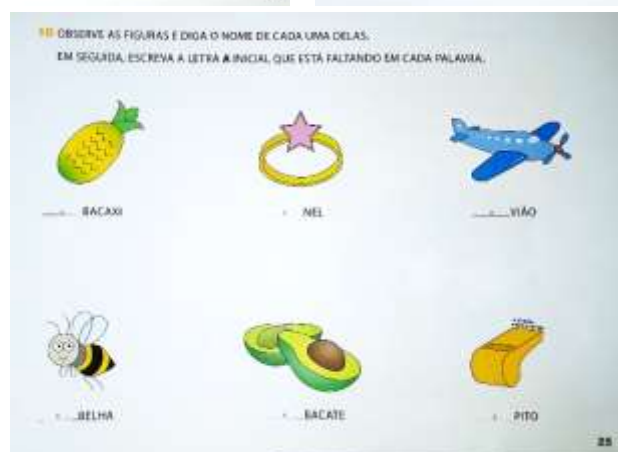 10 OBSERVE AS FIGURAS E DIGA O NOME DE CADA UMA DELAS.
EM SEGUIDA, ESCREVA A LETRA A INICIAL QUE ESTÁ FALTANDO EM CADA PALAVRA.
BACAXI NEL VIÃO
BELHA BACATE PITO
25